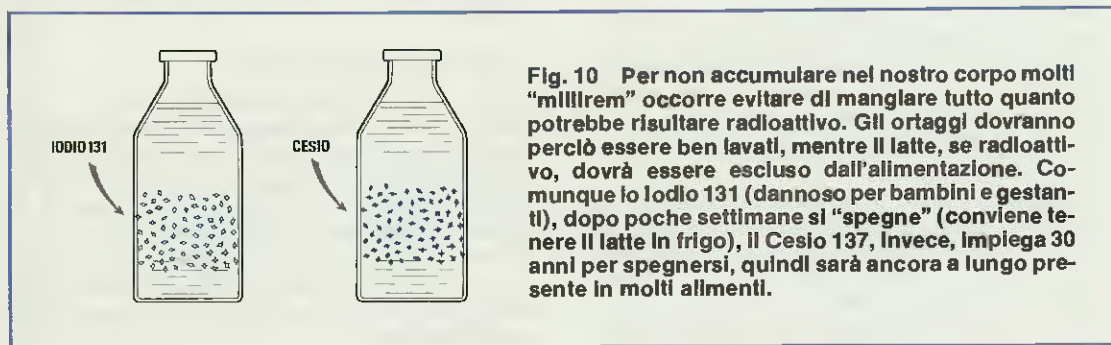 IODIO 131
CESIO
Fig. 10 Per non accumulare nel nostro corpo molti
"millirem" occorre evitare di mangiare tutto quanto
potrebbe risultare radioattivo. Gli ortaggi dovranno
perciò essere ben lavati, mentre il latte, se radioatti-
vo, dovrà essere escluso dall'alimentazione. Co-
munque lo Iodio 131 (dannoso per bambini e gestan-
ti), dopo poche settimane si "spegne" (conviene te-
nere il latte in frigo), il Cesio 137, invece, impiega 30
anni per spegnersi, quindi sarà ancora a lungo pre-
sente in molti alimenti.